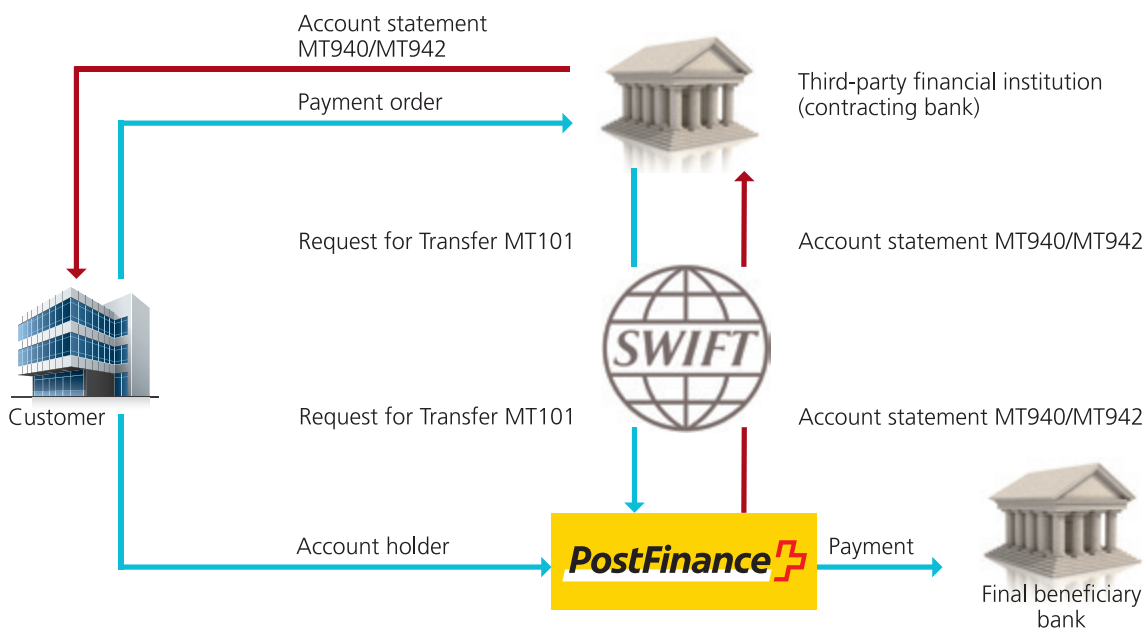 Account statement
MT940/MT942
Payment order
Third-party financial institution
(contracting bank)
Request for Transfer MT101
Account statement MT940/MT942
SWIFT
Customer
Request for Transfer MT101
Account statement MT940/MT942
Account holder
PostFinance
Payment
Final beneficiary
bank